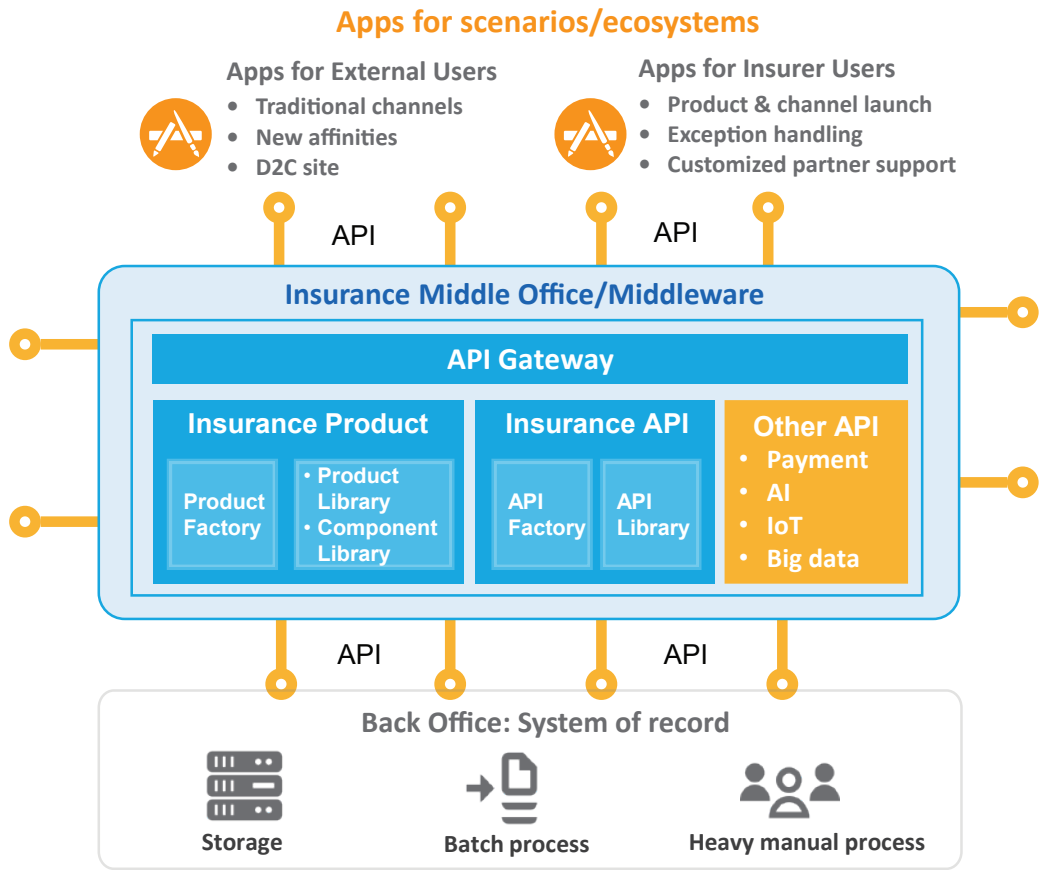 Apps for scenarios/ecosystems
Apps for External Users
• Traditional channels
• New affinities
• D2C site
Apps for Insurer Users
• Product & channel launch
• Exception handling
• Customized partner support
API
API
Insurance Middle Office/Middleware
API Gateway
Insurance Product
Product
Factory
• Product
Library
• Component
Library
Insurance API
API
Factory
API
Library
Other API
• Payment
• AI
• IoT
• Big data
API
API
Back Office: System of record
Storage
Batch process
Heavy manual process